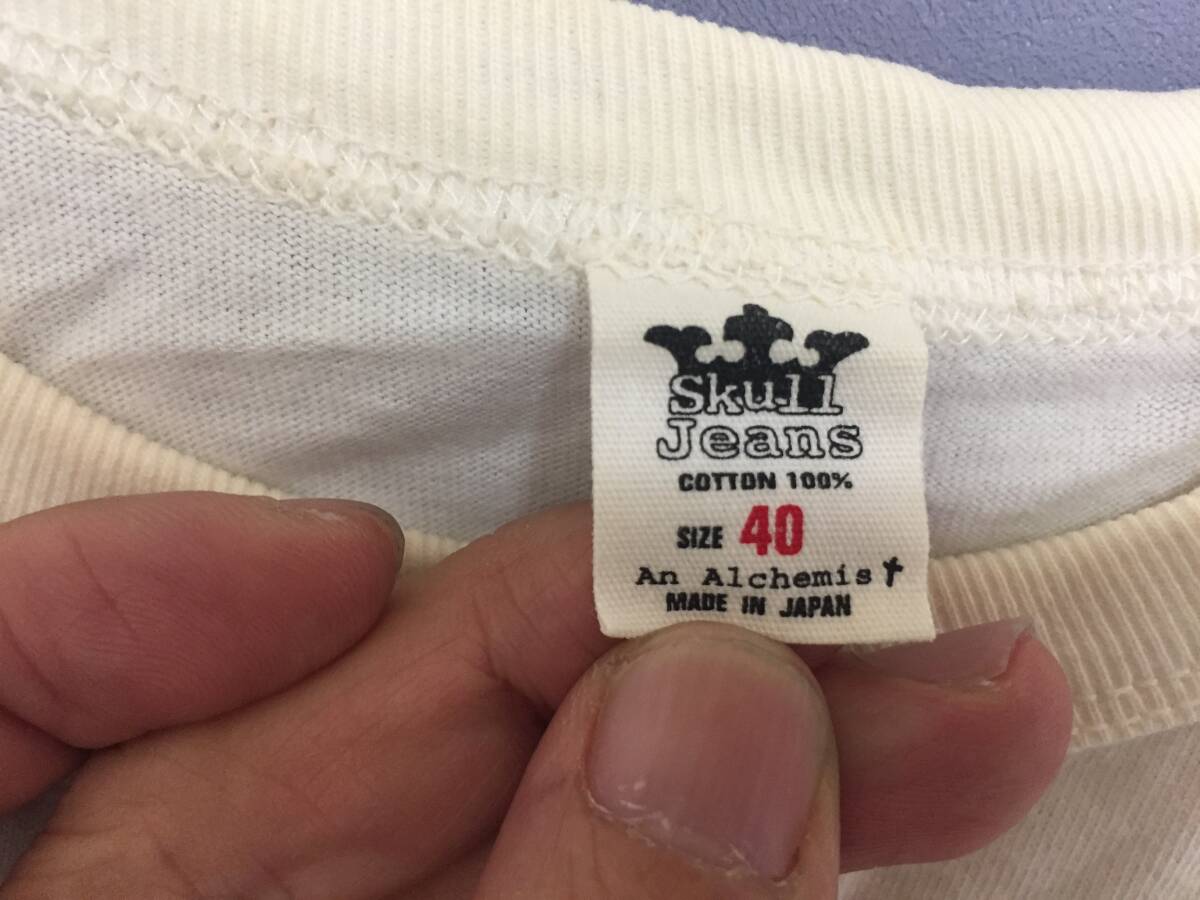 Skull
Jeans
COTTON 100%
SIZE 40
An Alchemist
MADE IN JAPAN